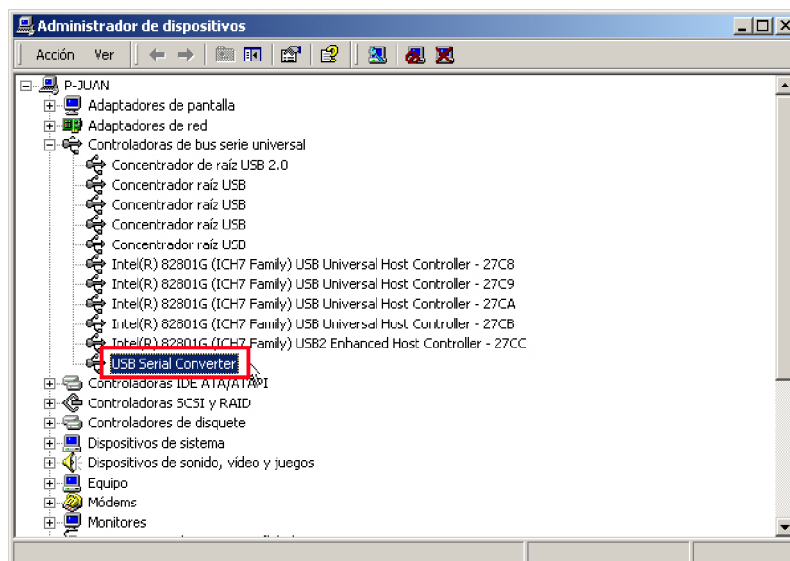 Administrador de dispositivos
Acción Ver
P-JUAN
Adaptadores de pantalla
Adaptadores de red
Controladoras de bus serie universal
Concentrador de raíz USB 2.0
Concentrador raíz USB
Concentrador raíz USB
Concentrador raíz USB
Concentrador raíz USB
Intel(R) 82801G (ICH7 Family) USB Universal Host Controller - 27C8
Intel(R) 82801G (ICH7 Family) USB Universal Host Controller - 27C9
Intel(R) 82801G (ICH7 Family) USB Universal Host Controller - 27CA
Intel(R) 82801G (ICH7 Family) USB Universal Host Controller - 27CB
Intel(R) 82801G (ICH7 Family) USB2 Enhanced Host Controller - 27CC
USB Serial Converter
Controladoras IDE ATA/ATAPI
Controladoras SCSI y RAID
Controladores de disquete
Dispositivos de sistema
Dispositivos de sonido, vídeo y juegos
Equipo
Módems
Monitores